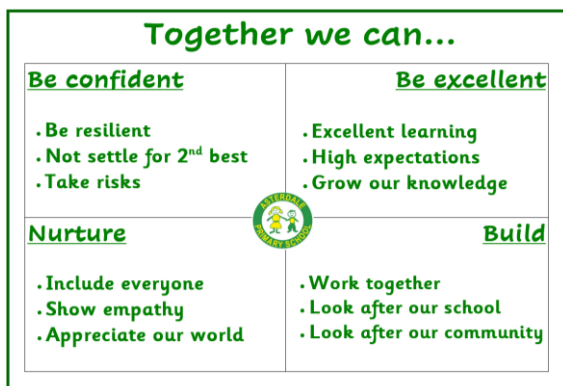 Together we can...
Be confident
. Be resilient
. Not settle for 2nd best
. Take risks
Be excellent
. Excellent learning
. High expectations
. Grow our knowledge
ASTERDALE
PRIMARY SCHOOL
Nurture
. Include everyone
. Show empathy
. Appreciate our world
Build
. Work together
. Look after our school
. Look after our community